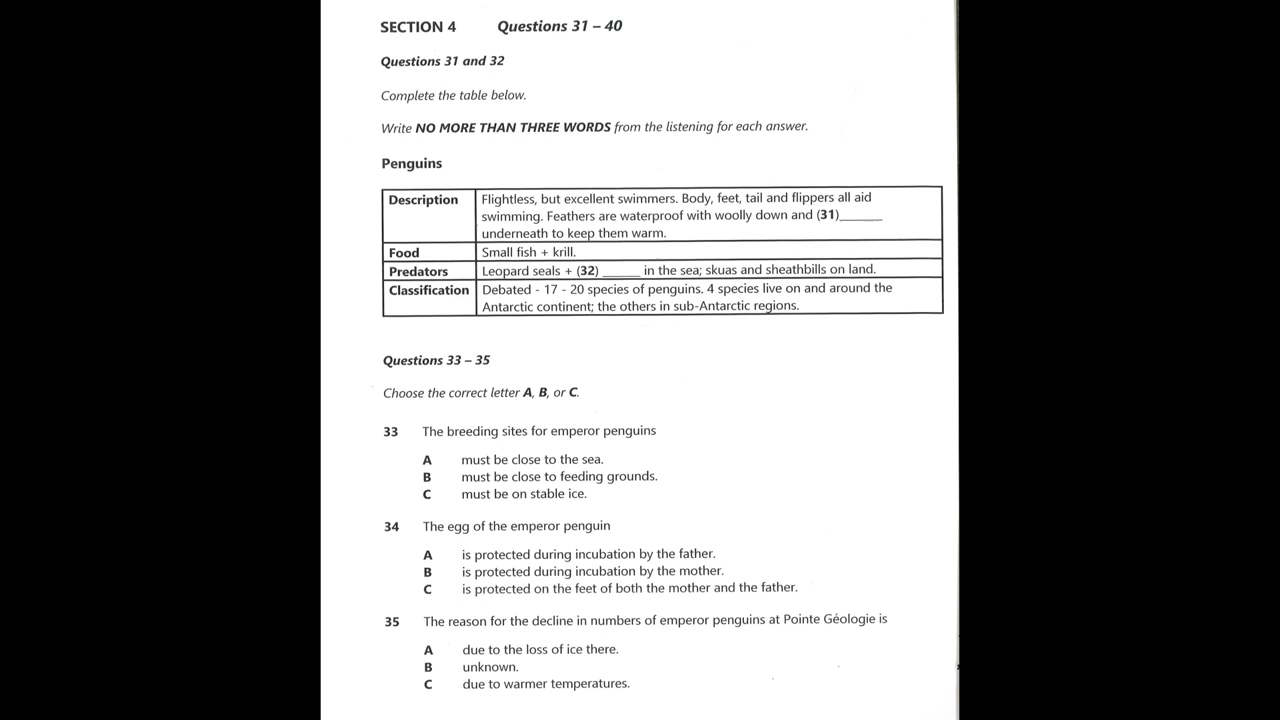 SECTION 4 Questions 31 – 40
Questions 31 and 32
Complete the table below.
Write NO MORE THAN THREE WORDS from the listening for each answer.
Penguins
Description Flightless, but excellent swimmers. Body, feet, tail and flippers all aid
swimming. Feathers are waterproof with woolly down and (31)______
underneath to keep them warm.
Food Small fish + krill.
Predators Leopard seals + (32) _____ in the sea; skuas and sheathbills on land.
Classification Debated - 17 - 20 species of penguins. 4 species live on and around the
Antarctic continent; the others in sub-Antarctic regions.
Questions 33 – 35
Choose the correct letter A, B, or C.
33 The breeding sites for emperor penguins
A must be close to the sea.
B must be close to feeding grounds.
C must be on stable ice.
34 The egg of the emperor penguin
A is protected during incubation by the father.
B is protected during incubation by the mother.
C is protected on the feet of both the mother and the father.
35 The reason for the decline in numbers of emperor penguins at Pointe Géologie is
A due to the loss of ice there.
B unknown.
C due to warmer temperatures.